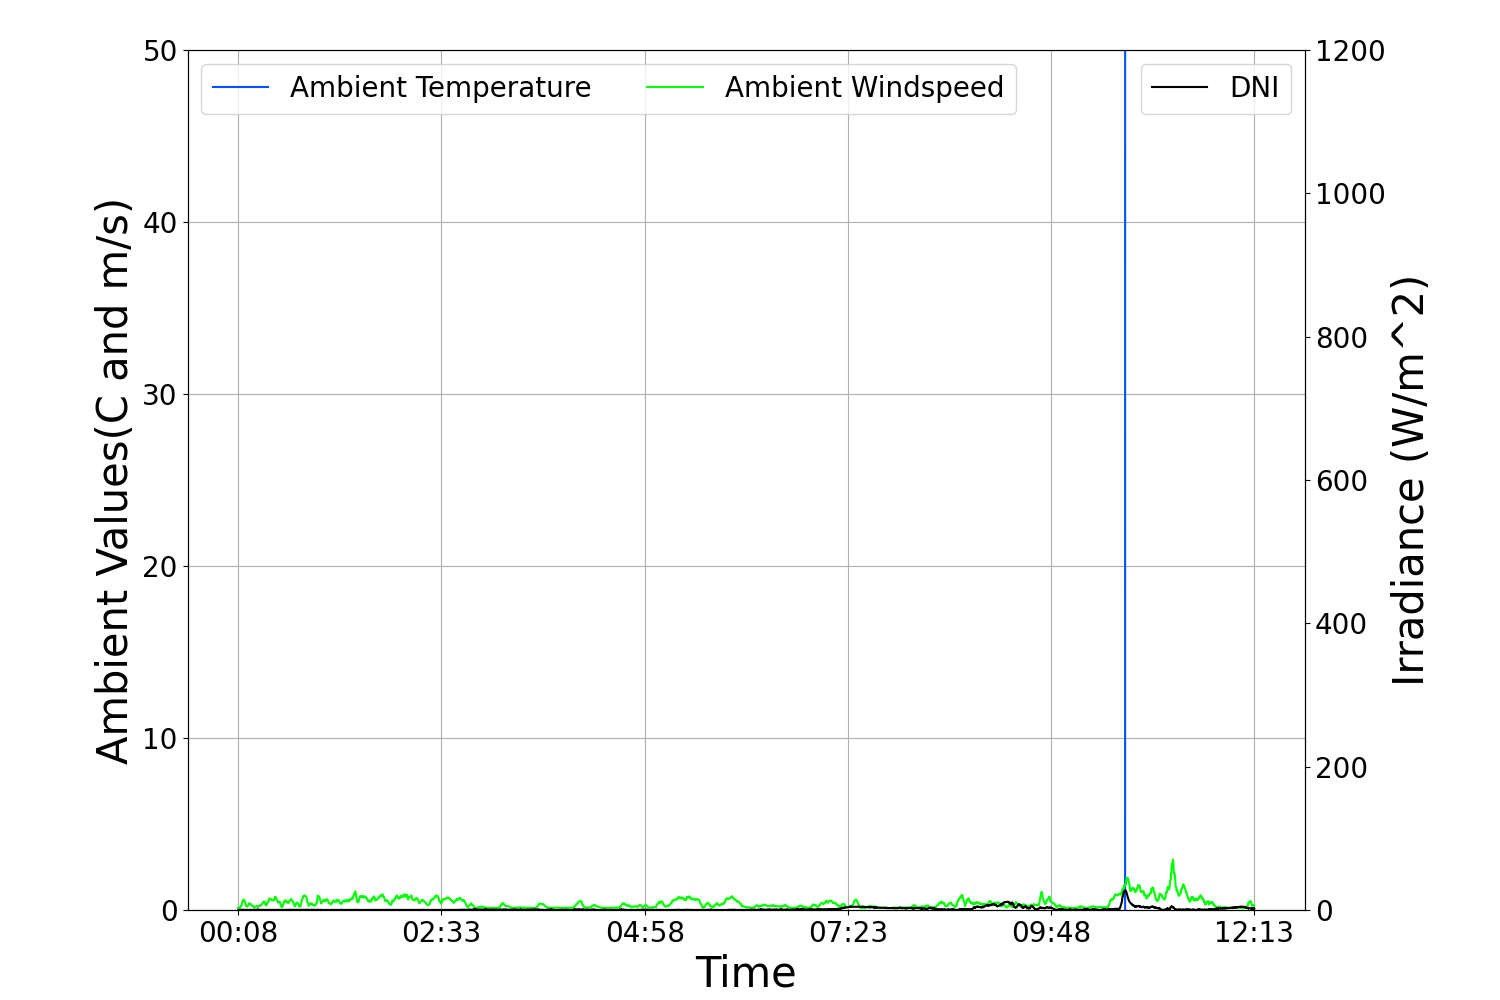 Ambient Temperature Ambient Windspeed DNI
50 1200
1000
40
800
30
600
20
400
10
200
0 0
00:08 02:33 04:58 07:23 09:48 12:13
Time
Ambient Values(C and m/s)
Irradiance (W/m^2)